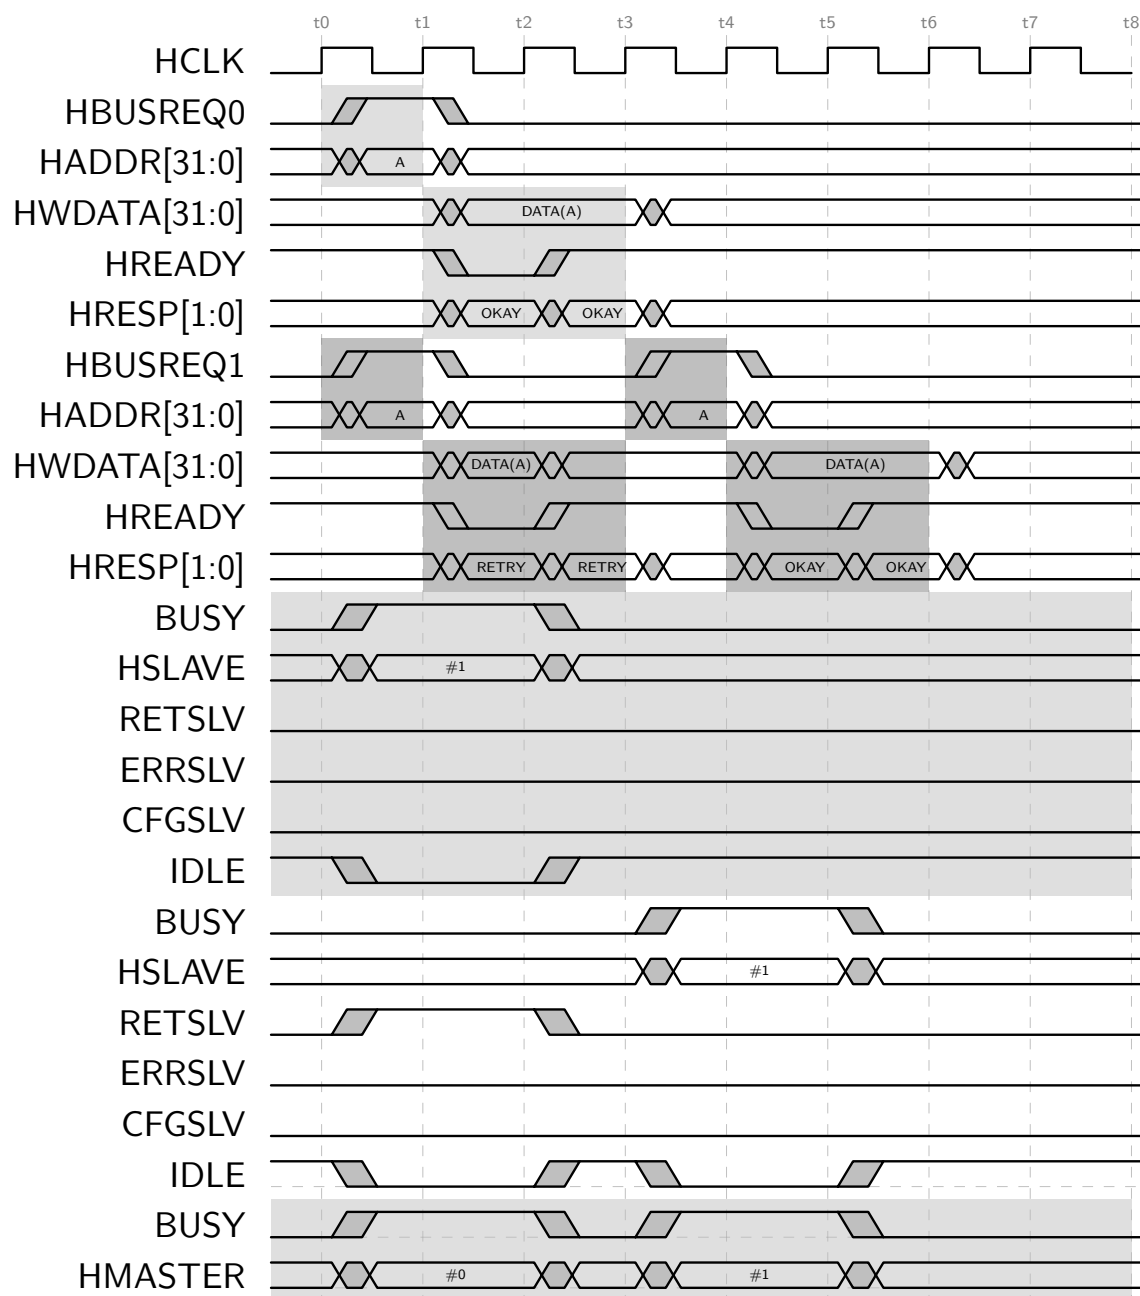 t0 t1 t2 t3 t4 t5 t6 t7 t8
HCLK
HBUSREQ0
HADDR[31:0] A
HWDATA[31:0] DATA(A)
HREADY
HRESP[1:0] OKAY OKAY
HBUSREQ1
HADDR[31:0] A A
HWDATA[31:0] DATA(A) DATA(A)
HREADY
HRESP[1:0] RETRY RETRY OKAY OKAY
BUSY
HSLAVE #1
RETSLV
ERRSLV
CFGSLV
IDLE
BUSY
HSLAVE #1
RETSLV
ERRSLV
CFGSLV
IDLE
BUSY
HMASTER #0 #1